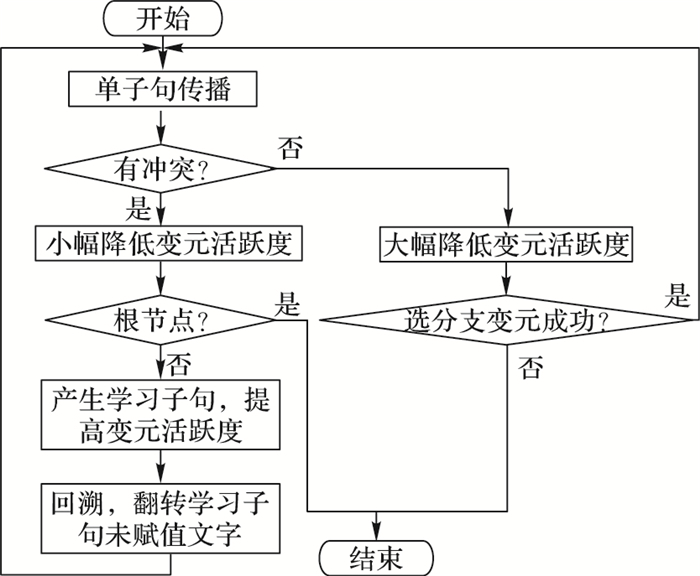 开始
单子句传播
有冲突?
否
是
小幅降低变元活跃度
大幅降低变元活跃度
根节点?
是
选分支变元成功?
是
否
否
产生学习子句，提
高变元活跃度
回溯，翻转学习子
句未赋值文字
结束